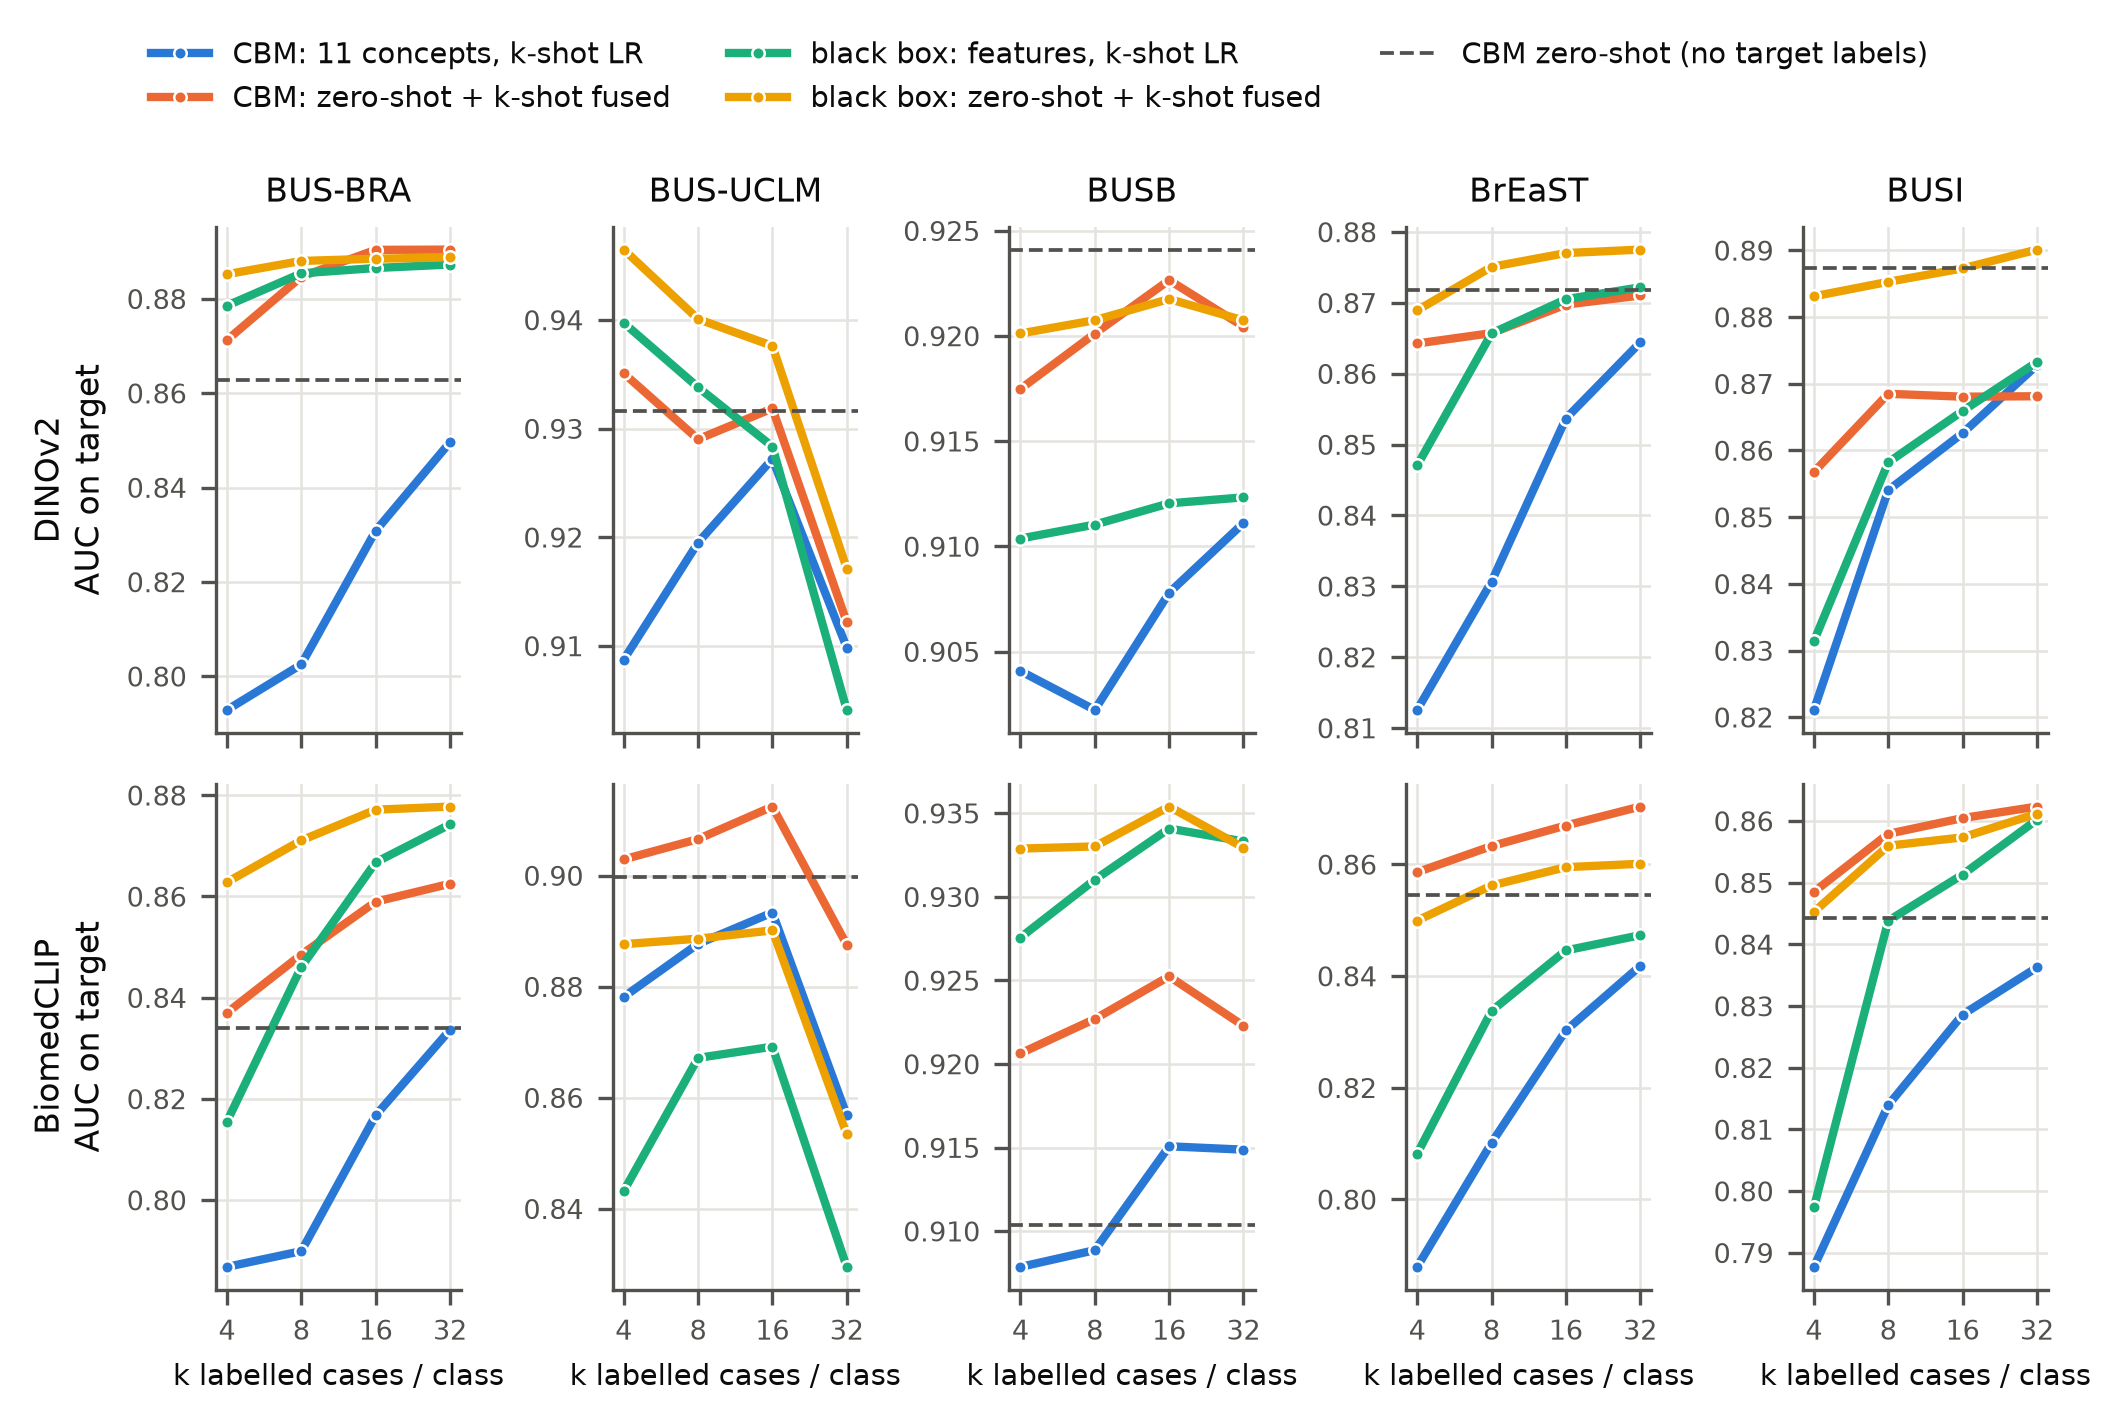 CBM: 11 concepts, k-shot LR
CBM: zero-shot + k-shot fused
black box: features, k-shot LR
black box: zero-shot + k-shot fused
CBM zero-shot (no target labels)
BUS-BRA
BUS-UCLM
BUSB
BrEaST
BUSI
DINOv2
AUC on target
0.88
0.86
0.84
0.82
0.80
0.94
0.93
0.92
0.91
0.925
0.920
0.915
0.910
0.905
0.88
0.87
0.86
0.85
0.84
0.83
0.82
0.81
0.89
0.88
0.87
0.86
0.85
0.84
0.83
0.82
BiomedCLIP
AUC on target
0.88
0.86
0.84
0.82
0.80
0.90
0.88
0.86
0.84
0.935
0.930
0.925
0.920
0.915
0.910
0.86
0.84
0.82
0.80
0.86
0.85
0.84
0.83
0.82
0.81
0.80
0.79
4 8 16 32
4 8 16 32
4 8 16 32
4 8 16 32
4 8 16 32
k labelled cases / class
k labelled cases / class
k labelled cases / class
k labelled cases / class
k labelled cases / class